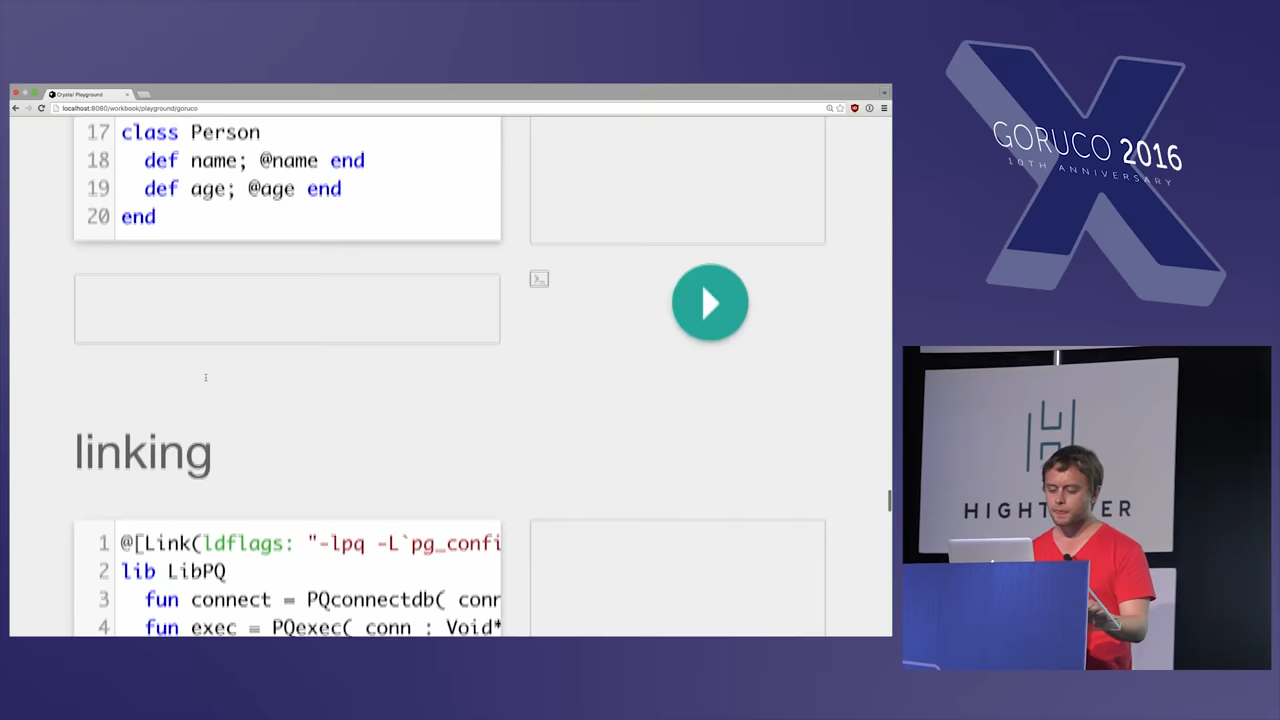 Crystal Playground
localhost:8080/workbook/playground/goruco
17 class Person
18 def name; @name end
19 def age; @age end
20 end
linking
1 @[Link(ldflags: "-lpq -L`pg_confi
2 lib LibPQ
3 fun connect = PQconnectdb( conn
4 fun exec = PQexec( conn : Void*
GORUCO 2016
10TH ANNIVERSARY
HIGHT
ER